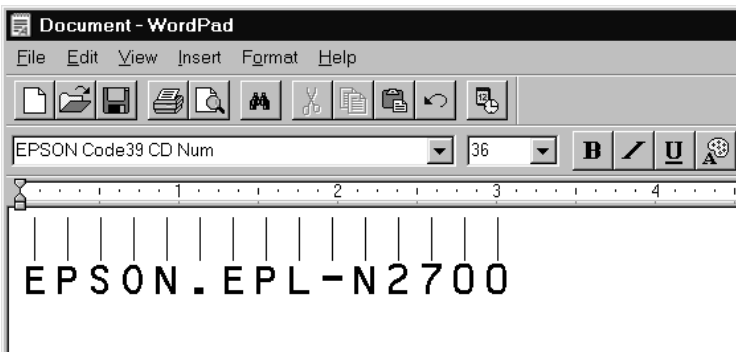 Document - WordPad
File Edit View Insert Format Help
12
EPSON Code39 CD Num 36 B U A
1 2 3 4
EPSON.EPL-N2700